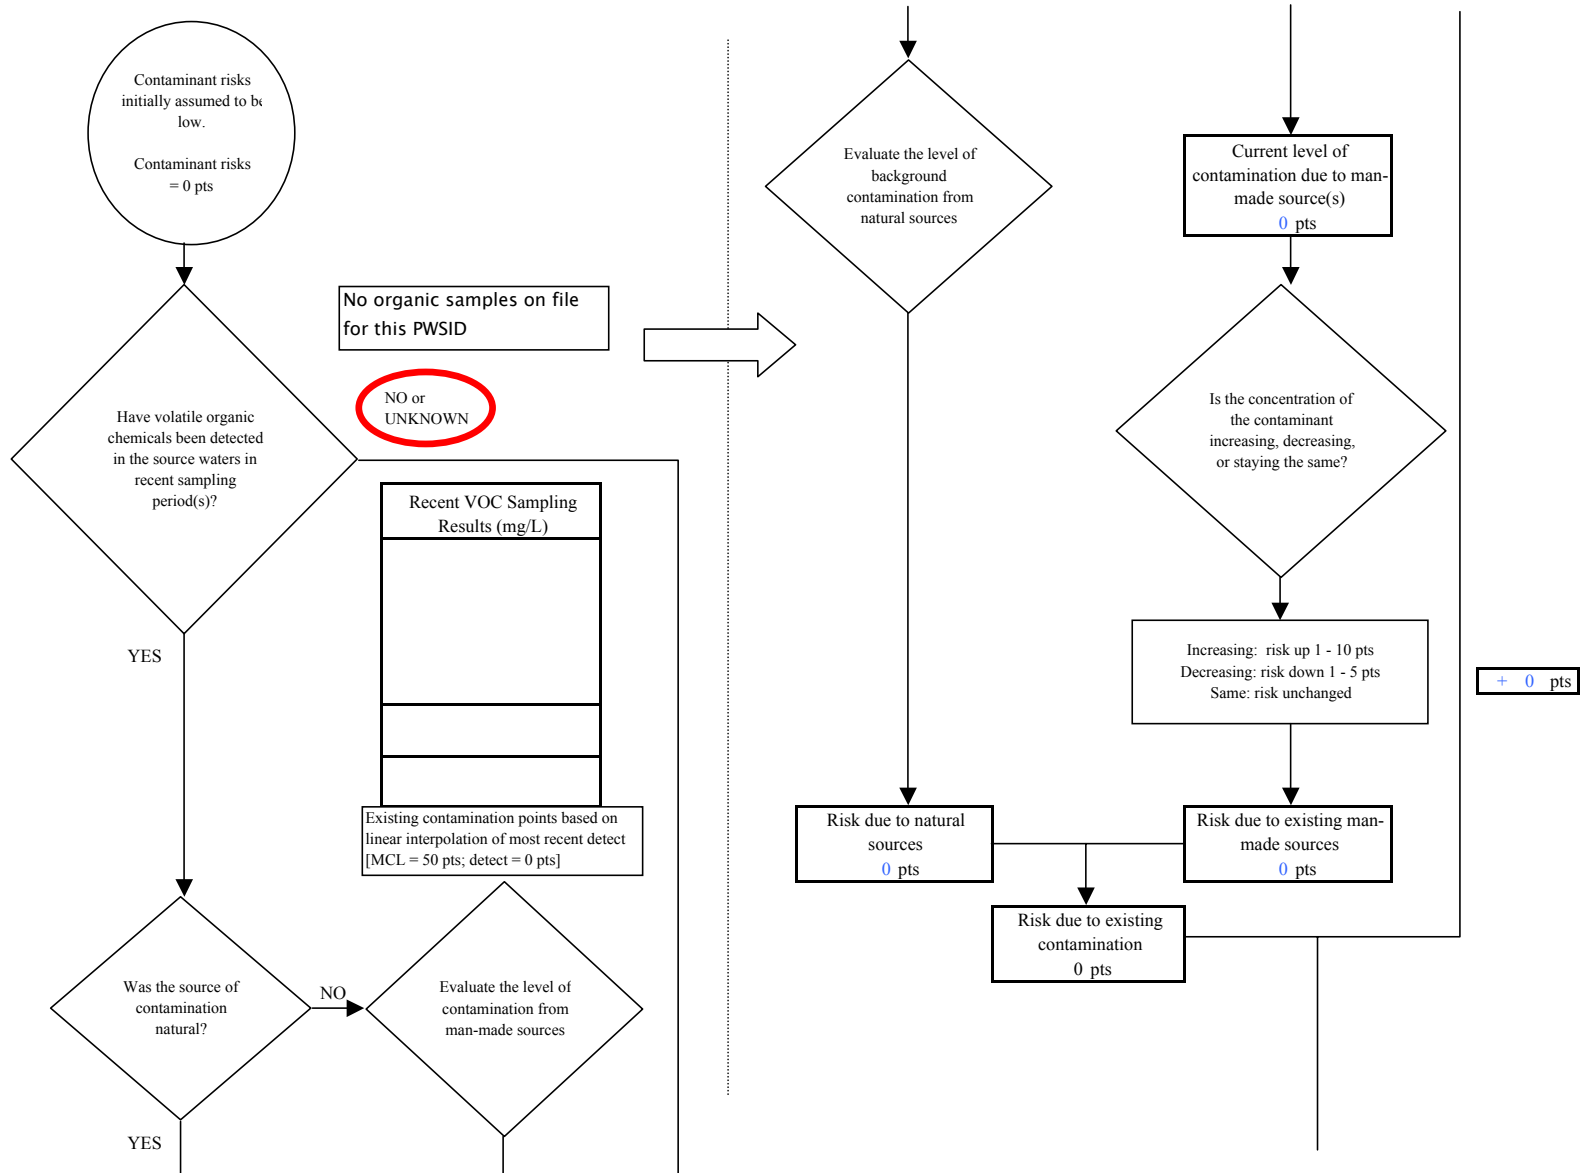 Contaminant risks
initially assumed to be
low.
Contaminant risks
= 0 pts
No organic samples on file
for this PWSID
NO or
UNKNOWN
Have volatile organic
chemicals been detected
in the source waters in
recent sampling
period(s)?
Recent VOC Sampling
Results (mg/L)
YES
Existing contamination points based on
linear interpolation of most recent detect
[MCL = 50 pts; detect = 0 pts]
Was the source of
contamination
natural?
NO
Evaluate the level of
contamination from
man-made sources
YES
Evaluate the level of
background
contamination from
natural sources
Current level of
contamination due to man-
made source(s)
0 pts
Is the concentration of
the contaminant
increasing, decreasing,
or staying the same?
Increasing: risk up 1 - 10 pts
Decreasing: risk down 1 - 5 pts
Same: risk unchanged
+ 0 pts
Risk due to natural
sources
0 pts
Risk due to existing man-
made sources
0 pts
Risk due to existing
contamination
0 pts